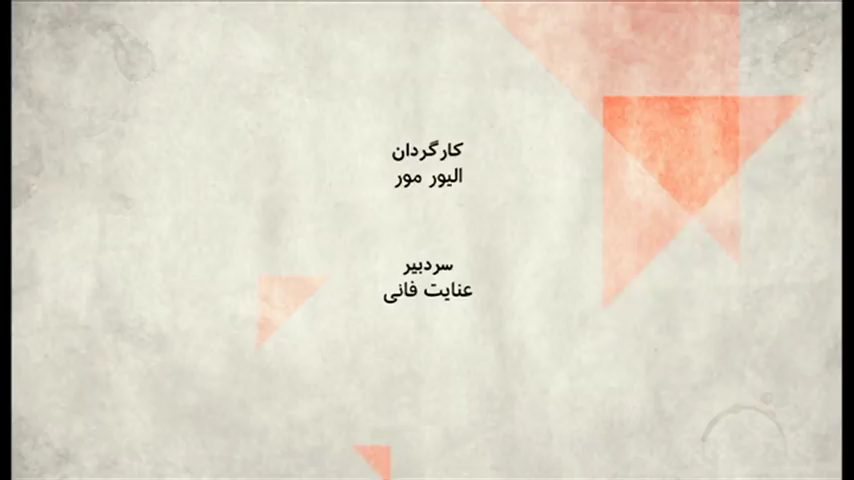 کارگردان
الیور مور
سردبیر
عنایت فانی